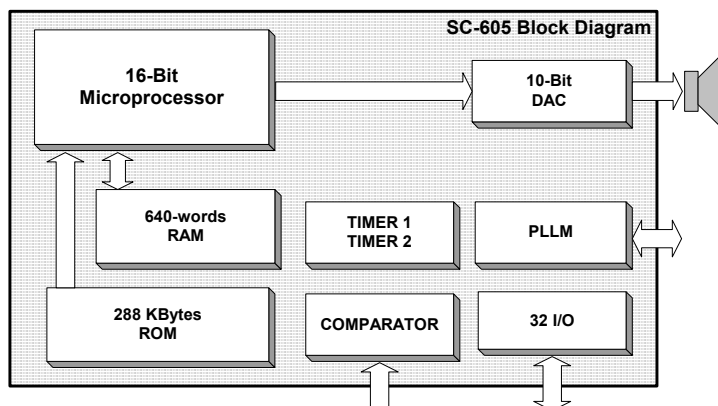 SC-605 Block Diagram
16-Bit
Microprocessor
10-Bit
DAC
640-words
RAM
TIMER 1
TIMER 2
PLLM
288 KBytes
ROM
COMPARATOR
32 I/O